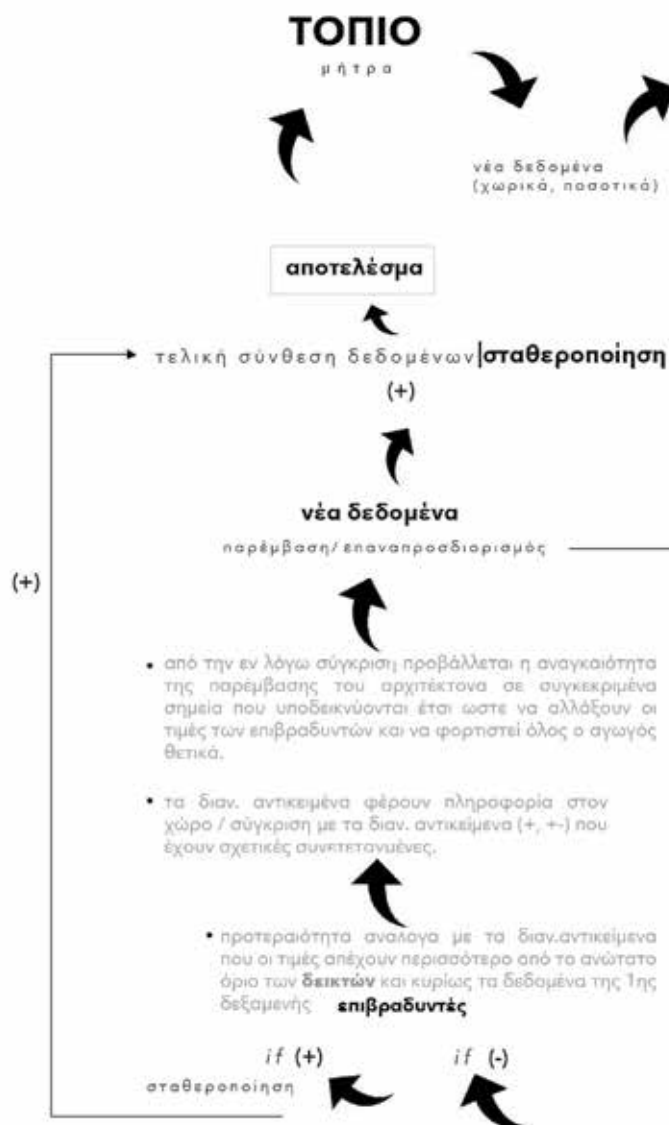 ΤΟΠΙΟ
μήτρα
νέα δεδομένα
(χωρικά, ποσοτικά)
αποτελέσμα
τελική σύνθεση δεδομένων|σταθεροποίηση
(+)
νέα δεδομένα
παρέμβαση/επαναπροσδιορισμός
(+)
• από την εν λόγω σύγκριση προβάλλεται η αναγκαιότητα
της παρέμβασης του αρχιτέκτονα σε συγκεκριμένα
σημεία που υποδεικνύονται έτσι ωστε να αλλάξουν οι
τιμές των επιβραδυντών και να φορτιστεί όλος ο αγωγός
θετικά.
• τα διαν. αντικειμένα φέρουν πληροφορία στον
χώρο / σύγκριση με τα διαν. αντικείμενα (+, +-) που
έχουν σχετικές συντεταγμένες.
• προτεραιότητα αναλογα με τα διαν.αντικείμενα
που οι τιμές απέχουν περισσότερο από το ανώτατο
όριο των δεικτών και κυρίως τα δεδομένα της 1ης
δεξαμενής επιβραδυντές
if (+) if (-)
σταθεροποίηση